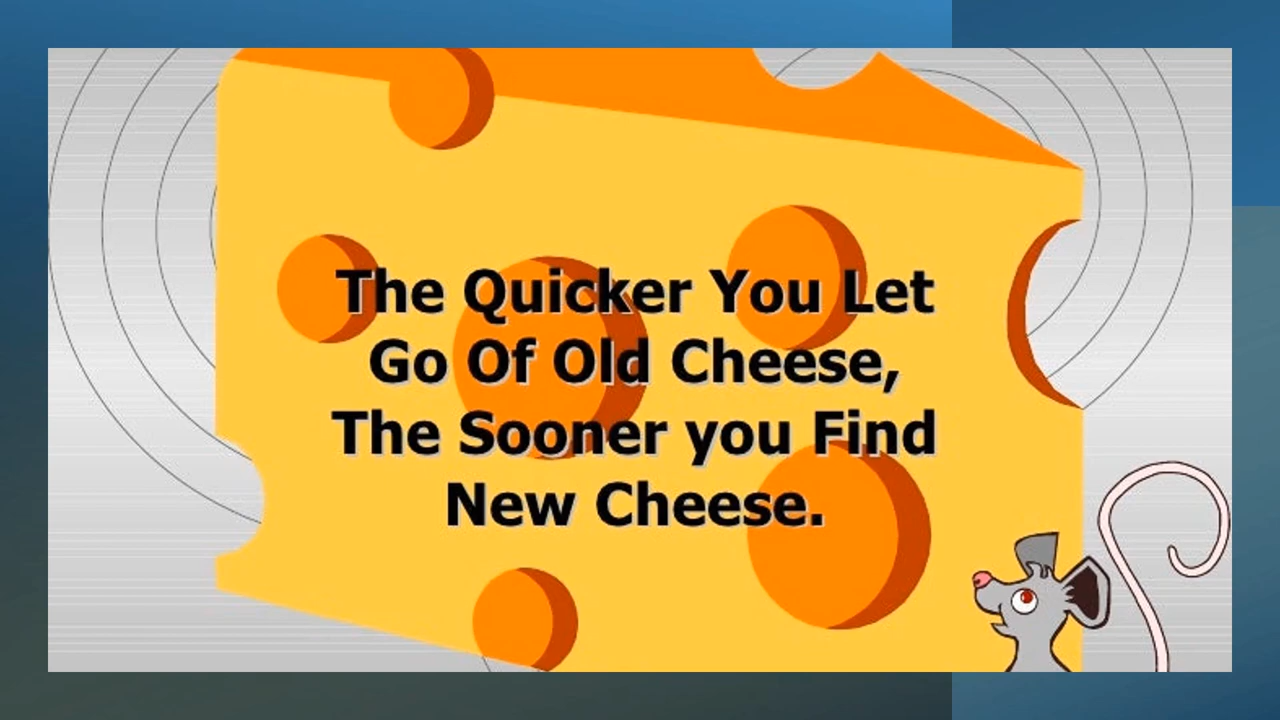 The Quicker You Let
Go Of Old Cheese,
The Sooner you Find
New Cheese.